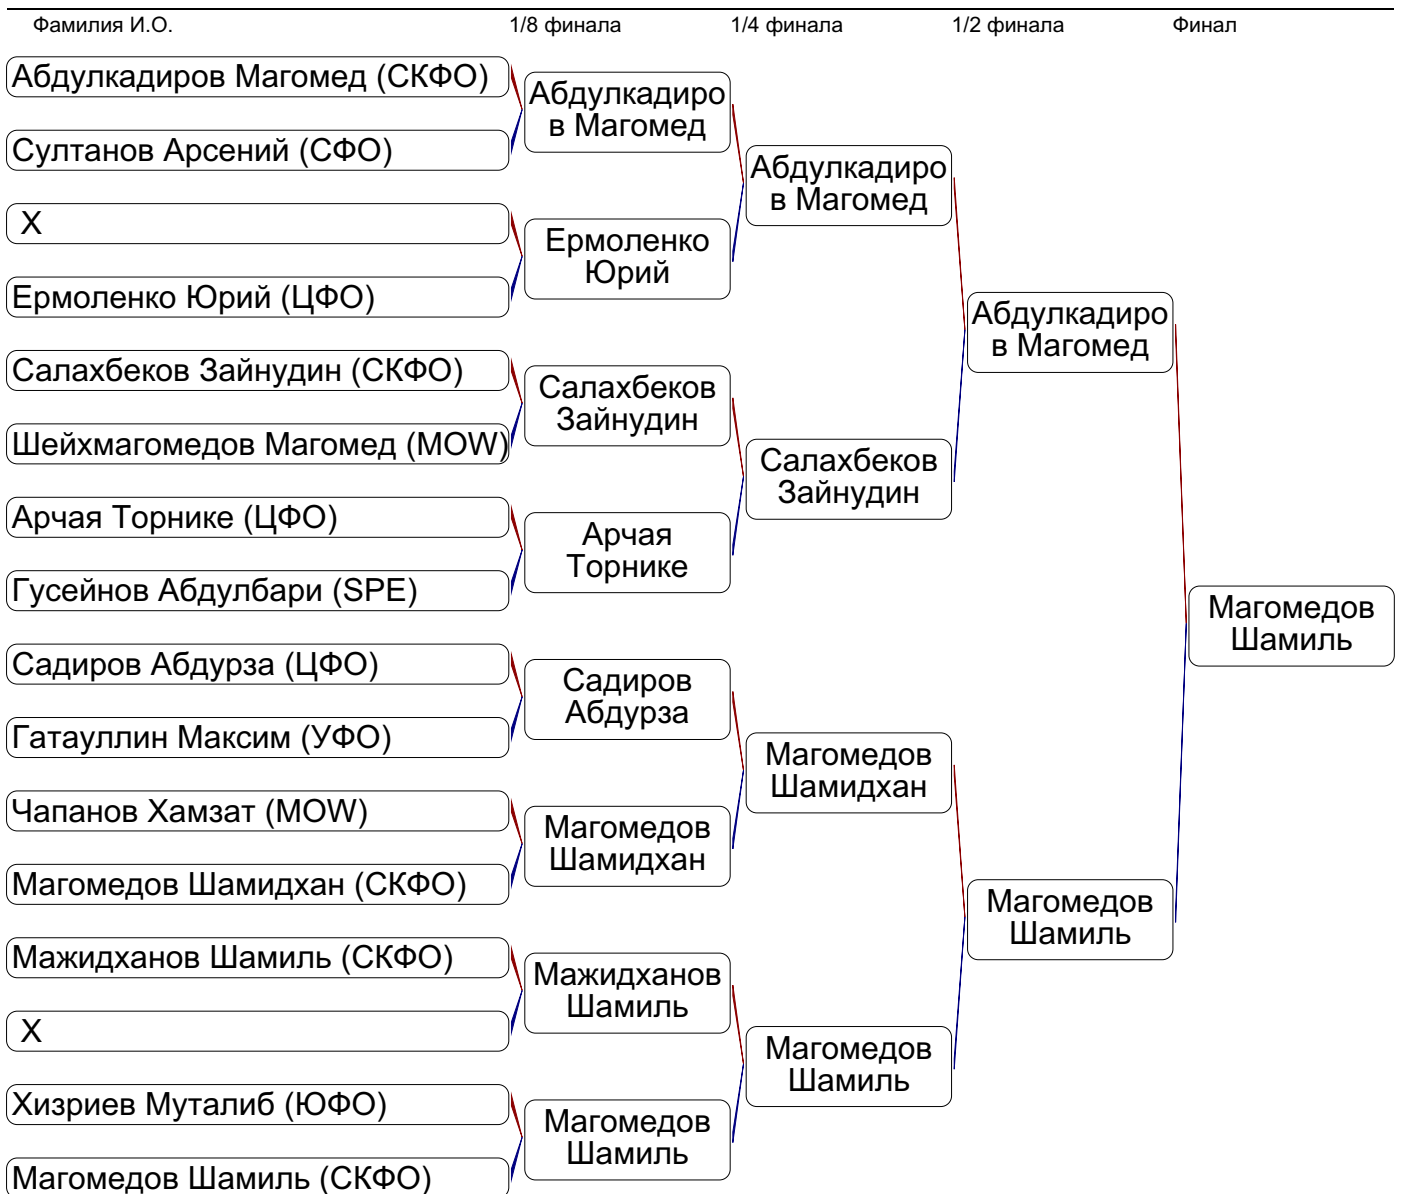 Фамилия И.О. 1/8 финала 1/4 финала 1/2 финала Финал
Абдулкадиров Магомед (СКФО)
Султанов Арсений (СФО)
X
Ермоленко Юрий (ЦФО)
Салахбеков Зайнудин (СКФО)
Шейхмагомедов Магомед (MOW)
Арчая Торнике (ЦФО)
Гусейнов Абдулбари (SPE)
Садиров Абдурза (ЦФО)
Гатауллин Максим (УФО)
Чапанов Хамзат (MOW)
Магомедов Шамидхан (СКФО)
Мажидханов Шамиль (СКФО)
X
Хизриев Муталиб (ЮФО)
Магомедов Шамиль (СКФО)
Абдулкадиро
в Магомед
Ермоленко
Юрий
Салахбеков
Зайнудин
Арчая
Торнике
Садиров
Абдурза
Магомедов
Шамидхан
Мажидханов
Шамиль
Магомедов
Шамиль
Абдулкадиро
в Магомед
Салахбеков
Зайнудин
Магомедов
Шамидхан
Магомедов
Шамиль
Абдулкадиро
в Магомед
Магомедов
Шамиль
Магомедов
Шамиль